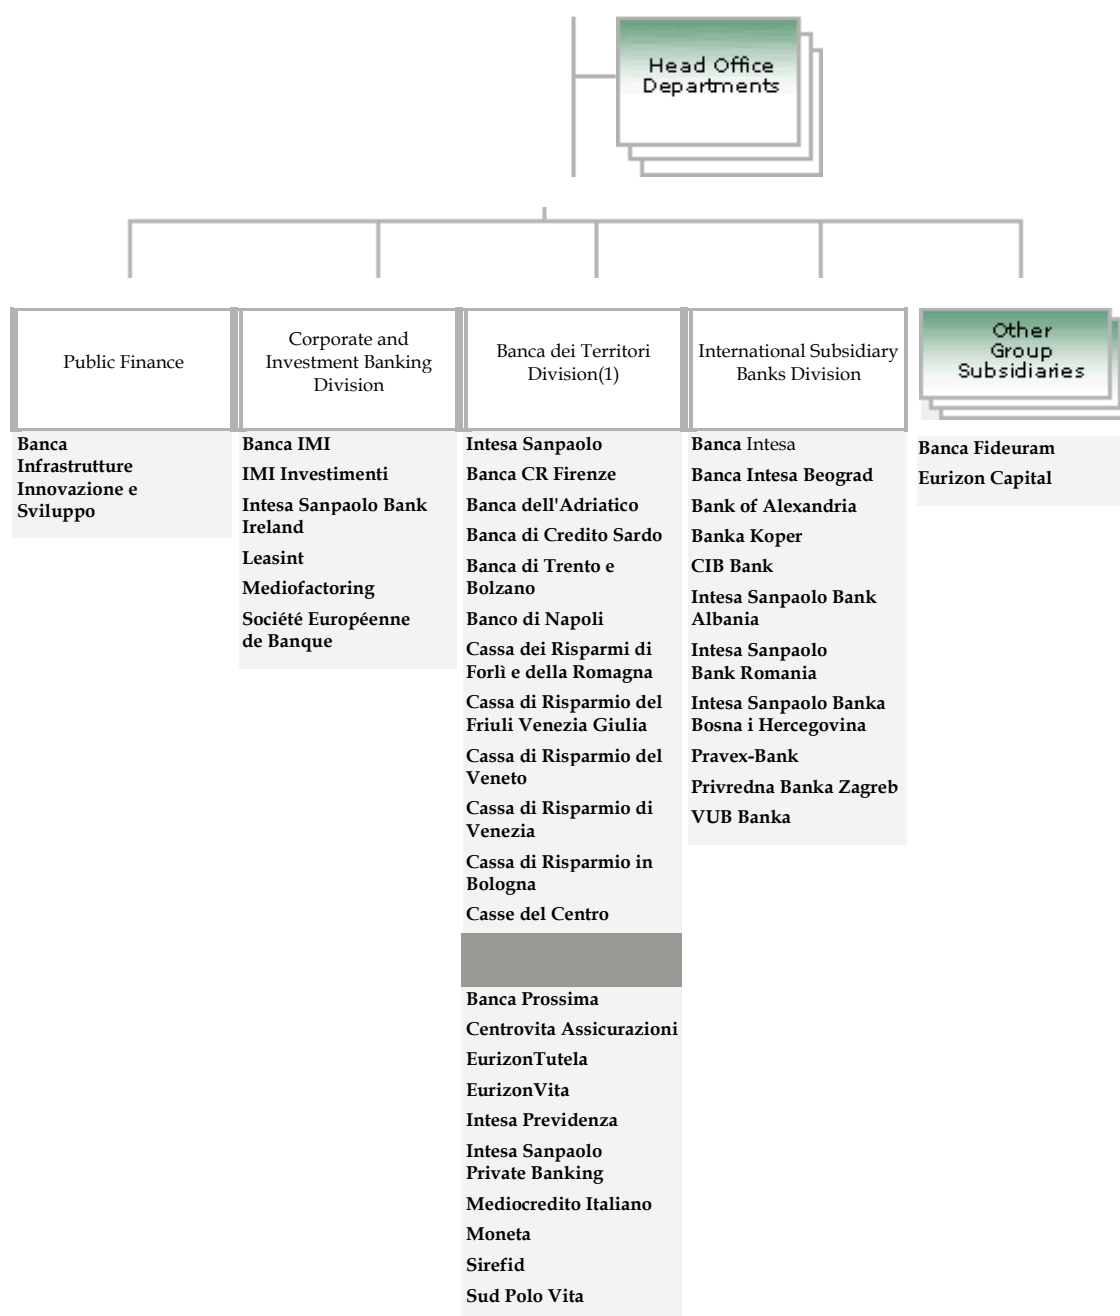 Head Office
Departments
Public Finance
Corporate and
Investment Banking
Division
Banca dei Territori
Division(1)
International Subsidiary
Banks Division
Other
Group
Subsidiaries
Banca
Infrastrutture
Innovazione e
Sviluppo
Banca IMI
IMI Investimenti
Intesa Sanpaolo Bank
Ireland
Leasint
Mediofactoring
Société Européenne
de Banque
Intesa Sanpaolo
Banca CR Firenze
Banca dell'Adriatico
Banca di Credito Sardo
Banca di Trento e
Bolzano
Banco di Napoli
Cassa dei Risparmi di
Forlì e della Romagna
Cassa di Risparmio del
Friuli Venezia Giulia
Cassa di Risparmio del
Veneto
Cassa di Risparmio di
Venezia
Cassa di Risparmio in
Bologna
Casse del Centro
Banca Prossima
Centrovita Assicurazioni
EurizonTutela
EurizonVita
Intesa Previdenza
Intesa Sanpaolo
Private Banking
Mediocredito Italiano
Moneta
Sirefid
Sud Polo Vita
Banca Intesa
Banca Intesa Beograd
Bank of Alexandria
Banka Koper
CIB Bank
Intesa Sanpaolo Bank
Albania
Intesa Sanpaolo
Bank Romania
Intesa Sanpaolo Banka
Bosna i Hercegovina
Pravex-Bank
Privredna Banka Zagreb
VUB Banka
Banca Fideuram
Eurizon Capital